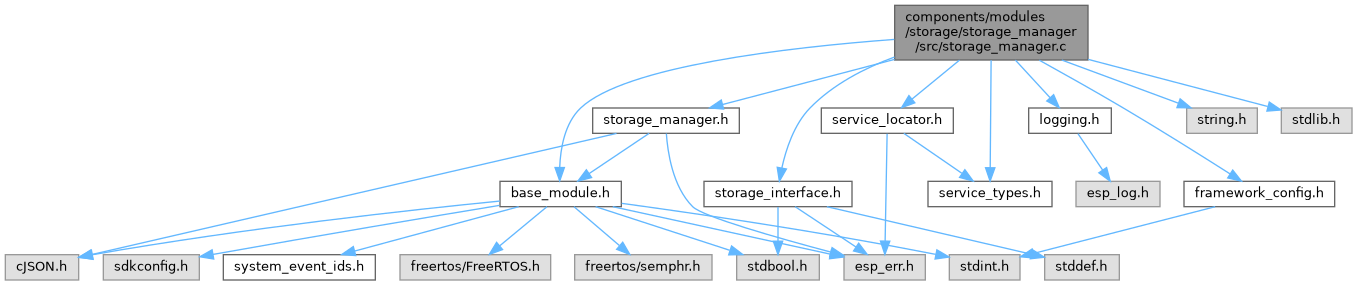 components/modules
/storage/storage_manager
/src/storage_manager.c
storage_manager.h
service_locator.h
logging.h
string.h
stdlib.h
base_module.h
storage_interface.h
service_types.h
esp_log.h
framework_config.h
cJSON.h
sdkconfig.h
system_event_ids.h
freertos/FreeRTOS.h
freertos/semphr.h
stdbool.h
esp_err.h
stdint.h
stddef.h